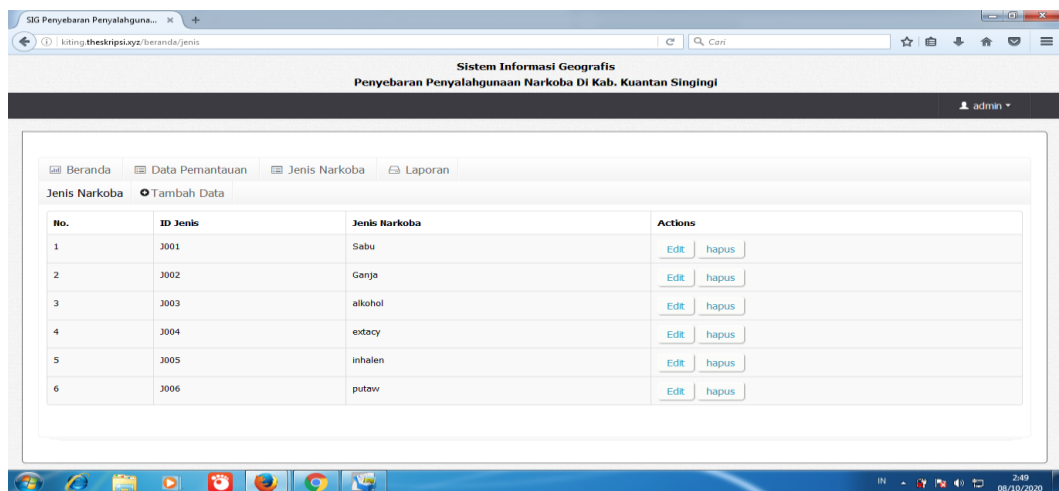 SIG Penyebaran Penyalahguna... × +
kiting.theskripsi.xyz/beranda/jenis
Cari
Sistem Informasi Geografis
Penyebaran Penyalahgunaan Narkoba Di Kab. Kuantan Singingi
admin
Beranda Data Pemantauan Jenis Narkoba Laporan
Jenis Narkoba Tambah Data
No. ID Jenis Jenis Narkoba Actions
1 J001 Sabu Edit hapus
2 J002 Ganja Edit hapus
3 J003 alkohol Edit hapus
4 J004 extacy Edit hapus
5 J005 inhalen Edit hapus
6 J006 putaw Edit hapus
IN 2:49
08/10/2020